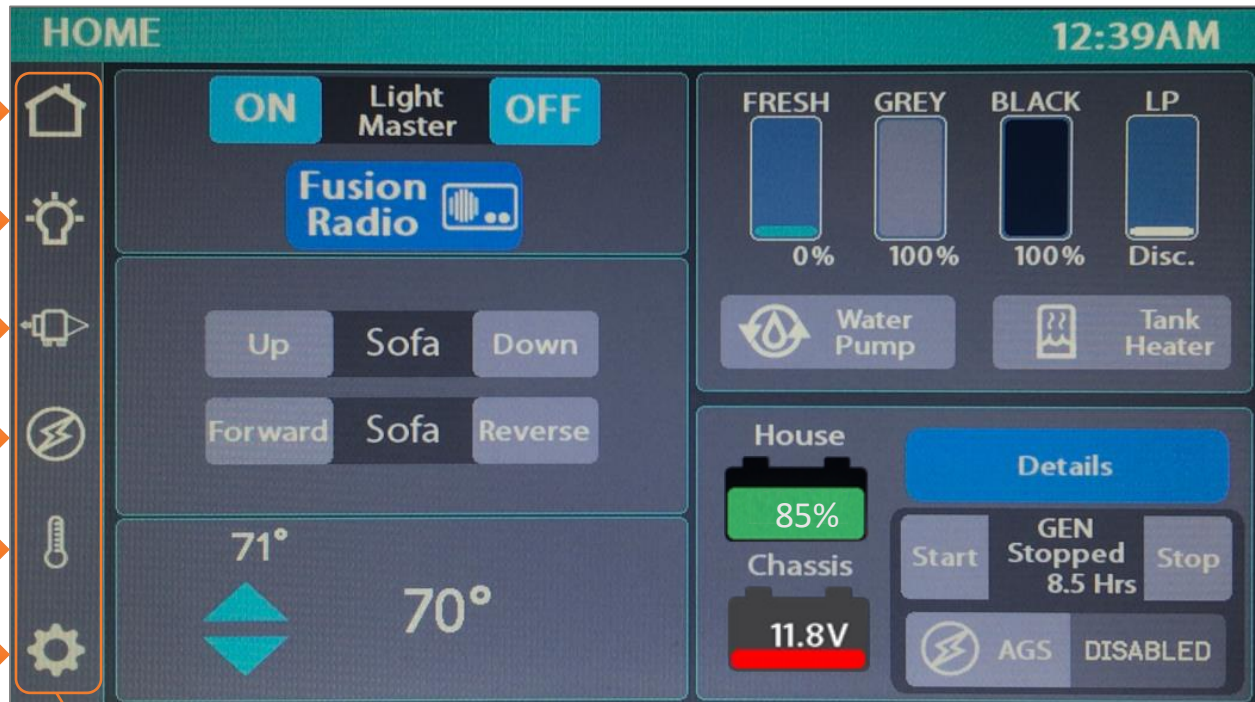 HOME
12:39AM
ON
Light
Master
OFF
Fusion
Radio
Up
Sofa
Down
Forward
Sofa
Reverse
71°
70°
FRESH
GREY
BLACK
LP
0%
100%
100%
Disc.
Water
Pump
Tank
Heater
House
85%
Chassis
11.8V
Details
Start
GEN
Stopped
8.5 Hrs
Stop
AGS
DISABLED